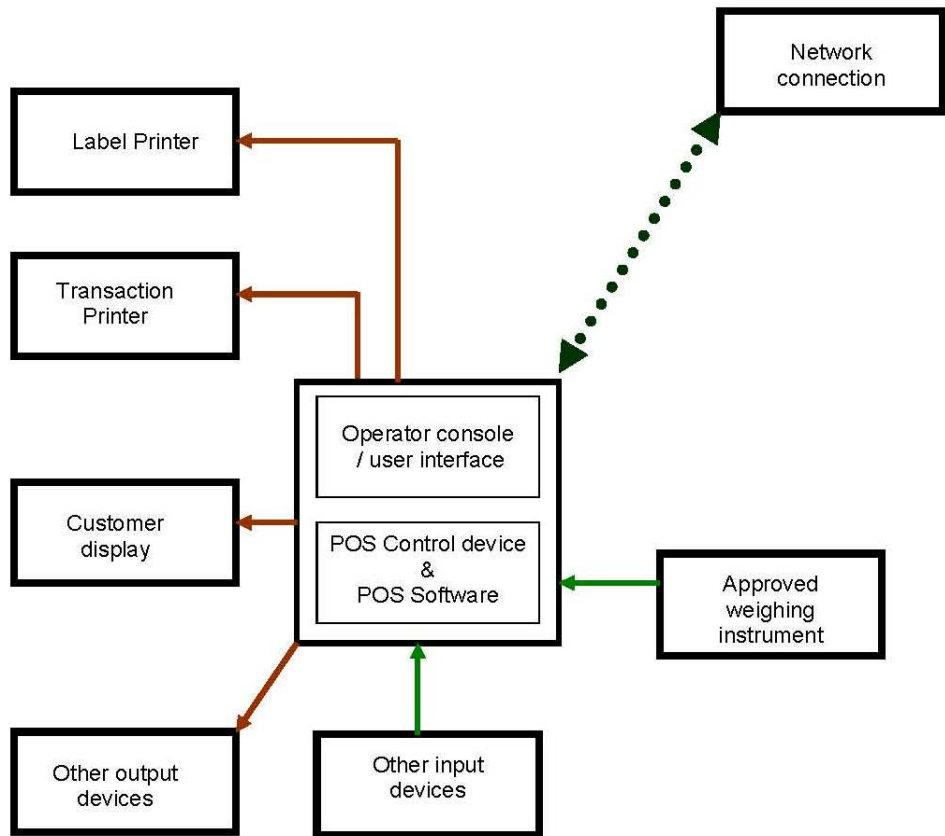 Network
connection
Label Printer
Transaction
Printer
Operator console
/ user interface
Customer
display
POS Control device
&
POS Software
Approved
weighing
instrument
Other output
devices
Other input
devices